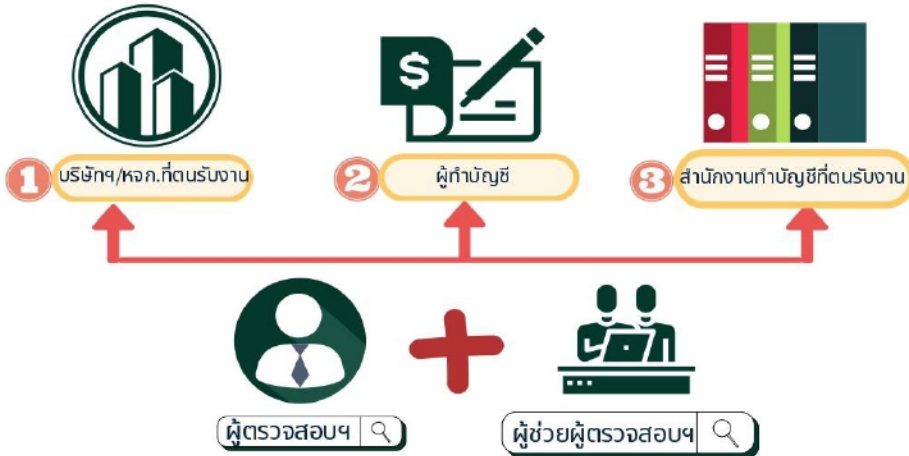 $
1 บริษัทฯ/หจก.ที่ตนรับงาน
2 ผู้ทำบัญชี
3 สำนักงานทำบัญชีที่ตนรับงาน
ผู้ตรวจสอบฯ
ผู้ช่วยผู้ตรวจสอบฯ